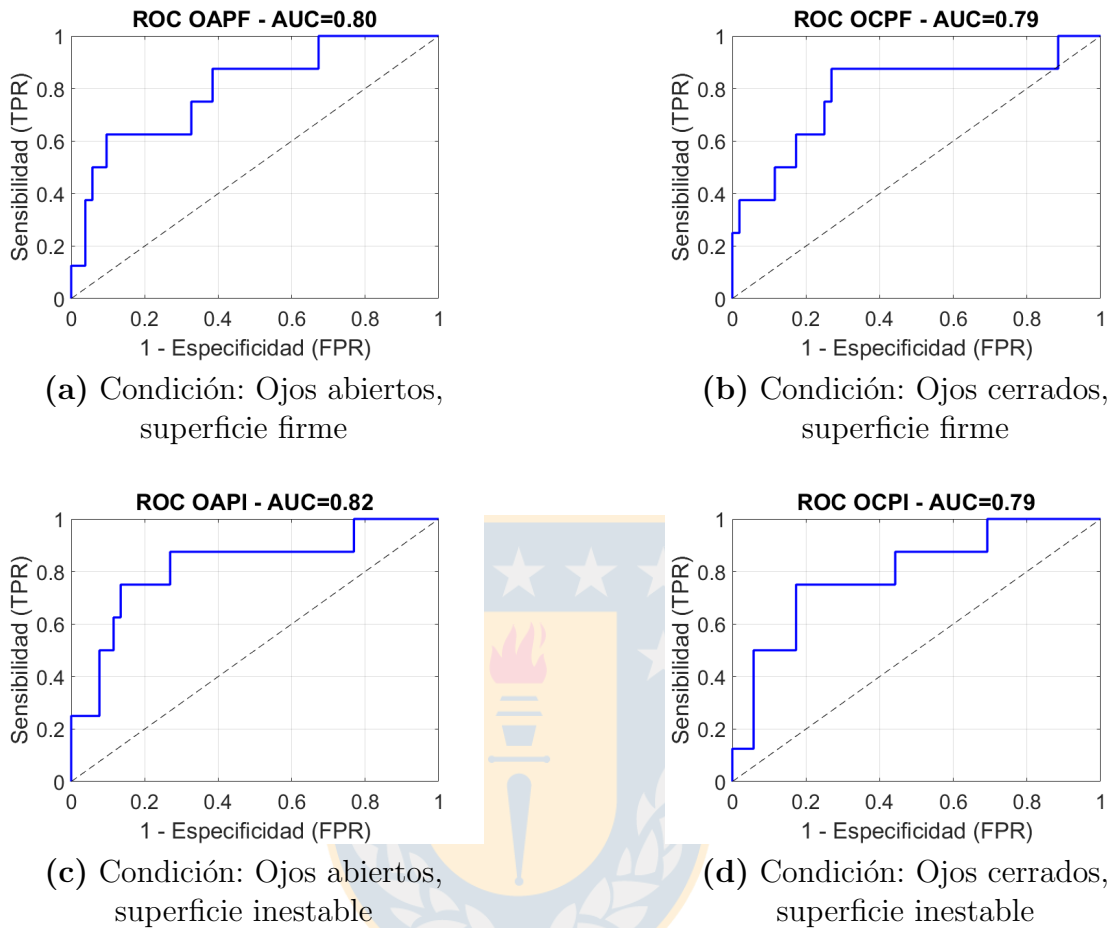 ROC OAPF - AUC=0.80
Sensibilidad (TPR)
1
0.8
0.6
0.4
0.2
0
0 0.2 0.4 0.6 0.8 1
1 - Especificidad (FPR)
(a) Condición: Ojos abiertos,
superficie firme
ROC OCPF - AUC=0.79
Sensibilidad (TPR)
1
0.8
0.6
0.4
0.2
0
0 0.2 0.4 0.6 0.8 1
1 - Especificidad (FPR)
(b) Condición: Ojos cerrados,
superficie firme
ROC OAPI - AUC=0.82
Sensibilidad (TPR)
1
0.8
0.6
0.4
0.2
0
0 0.2 0.4 0.6 0.8 1
1 - Especificidad (FPR)
(c) Condición: Ojos abiertos,
superficie inestable
ROC OCPI - AUC=0.79
Sensibilidad (TPR)
1
0.8
0.6
0.4
0.2
0
0 0.2 0.4 0.6 0.8 1
1 - Especificidad (FPR)
(d) Condición: Ojos cerrados,
superficie inestable